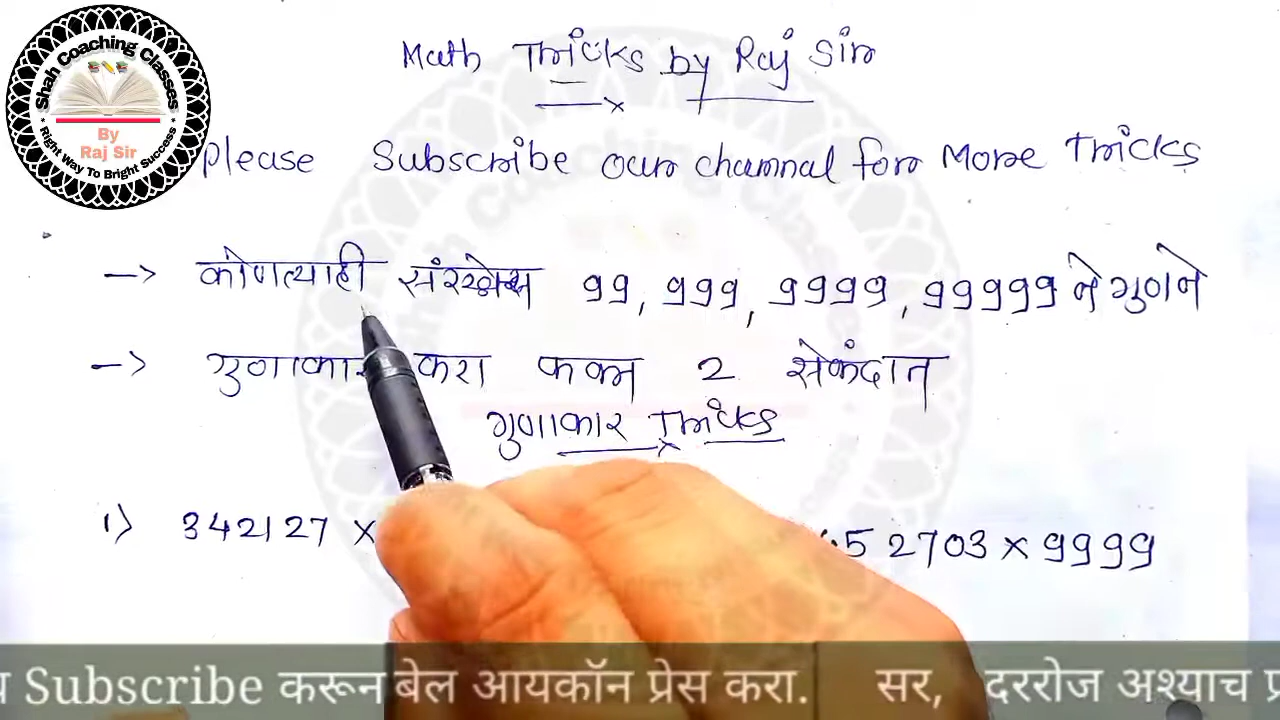 Shah Coaching Classes
By
Raj Sir
Right Way To Bright Success
Math Tricks by Raj Sir
please Subscribe our channal for More Tricks
→ कोणत्याही संख्येस 99, 999, 9999, 99999 ने गुणने
→ गुणाकार करा फक्त 2 सेकंदात
गुणाकार Tricks
1) 342127 ×
52703 × 9999
Subscribe करून बेल आयकॉन प्रेस करा. सर, दररोज अश्याच